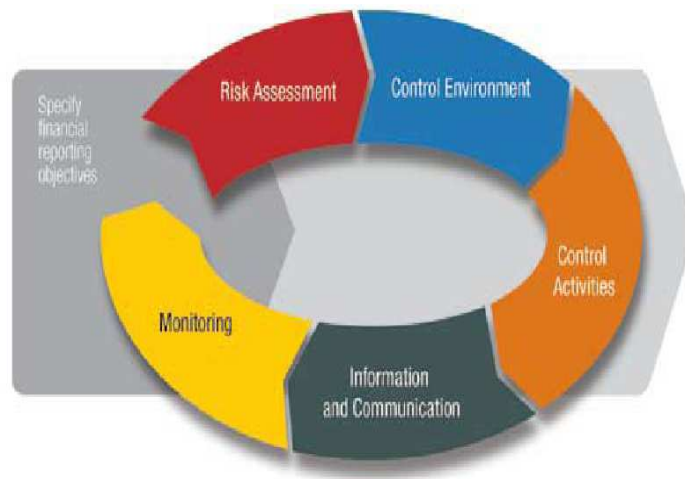 Specify
financial
reporting
objectives
Risk Assessment
Control Environment
Control
Activities
Information
and Communication
Monitoring